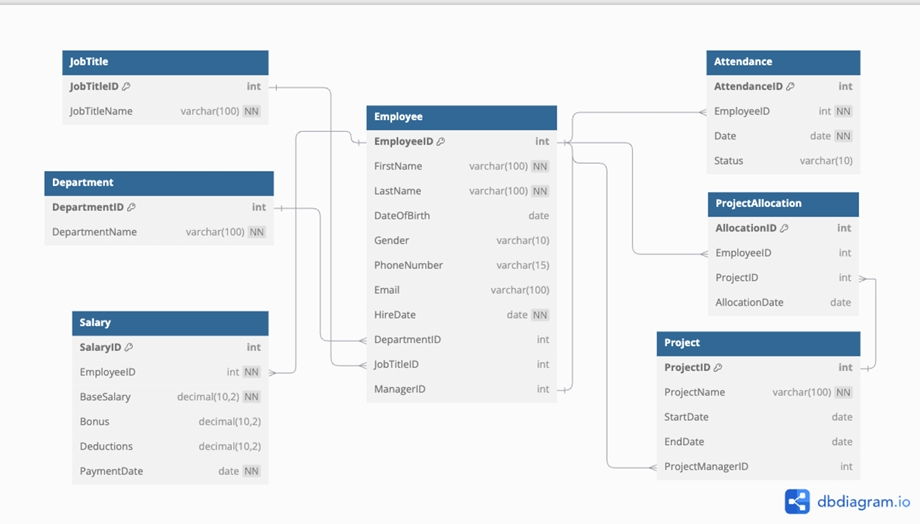 JobTitle
JobTitleID int
JobTitleName varchar(100) NN
Department
DepartmentID int
DepartmentName varchar(100) NN
Salary
SalaryID int
EmployeeID int NN
BaseSalary decimal(10,2) NN
Bonus decimal(10,2)
Deductions decimal(10,2)
PaymentDate date NN
Employee
EmployeeID int
FirstName varchar(100) NN
LastName varchar(100) NN
DateOfBirth date
Gender varchar(10)
PhoneNumber varchar(15)
Email varchar(100)
HireDate date NN
DepartmentID int
JobTitleID int
ManagerID int
Attendance
AttendanceID int
EmployeeID int NN
Date date NN
Status varchar(10)
ProjectAllocation
AllocationID int
EmployeeID int
ProjectID int
AllocationDate date
Project
ProjectID int
ProjectName varchar(100) NN
StartDate date
EndDate date
ProjectManagerID int
dbdiagram.io